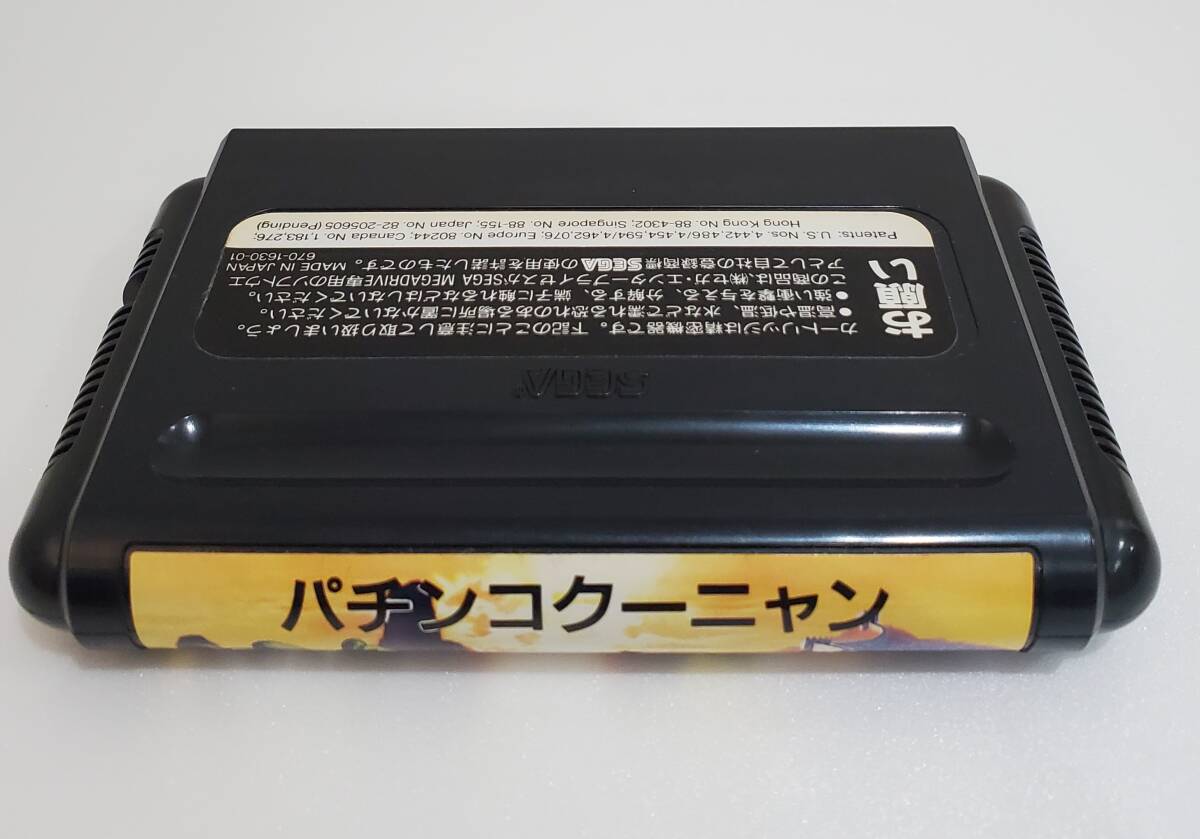 お願い
カートリッジは精密機器です。下記のことに注意して取り扱いましょう。
●高温や低温、水などで濡れる恐れのある場所に置かないでください。
●強い衝撃を与える、分解する、端子に触れるなどはしないでください。
この商品は、㈱セガ・エンタープライゼスがSEGA MEGADRIVE専用のソフトウエ
アとして自社の登録商標SEGAの使用を許諾したものです。 MADE IN JAPAN
670-1630-01
Patents: U.S. Nos. 4,442,486/4,454,594/4,462,076; Europe No. 80244; Canada No. 1,183,276;
Hong Kong No. 88-4302; Singapore No. 88-155; Japan No. 82-205605 (Pending)
SEGA
パチンコクーニャン